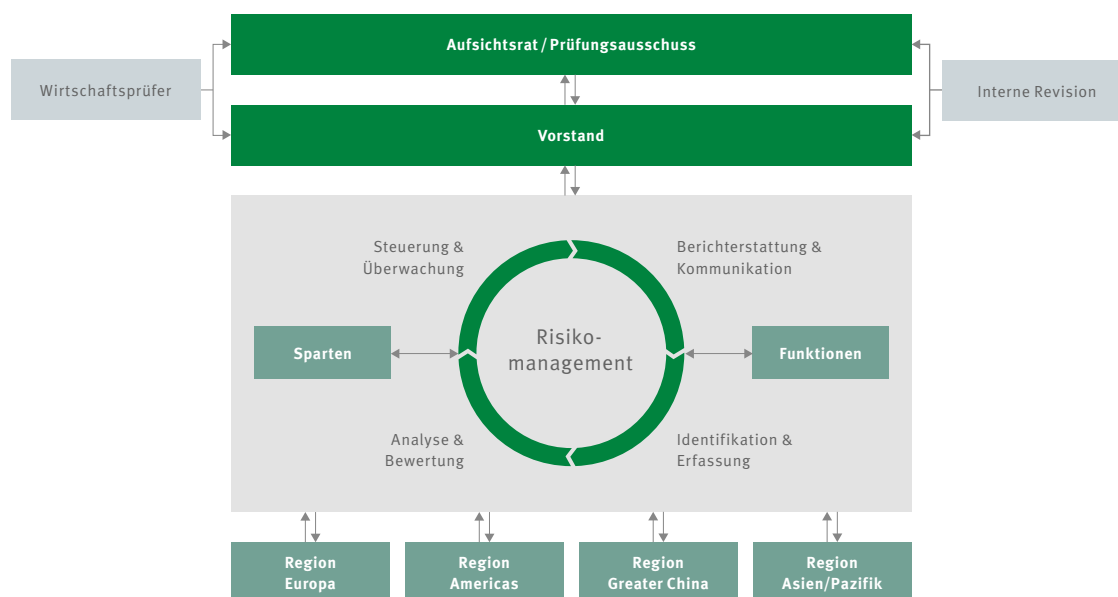 Aufsichtsrat / Prüfungsausschuss
Wirtschaftsprüfer
Interne Revision
Vorstand
Steuerung &
Überwachung
Berichterstattung &
Kommunikation
Sparten
Risiko-
management
Funktionen
Analyse &
Bewertung
Identifikation &
Erfassung
Region
Europa
Region
Americas
Region
Greater China
Region
Asien/Pazifik